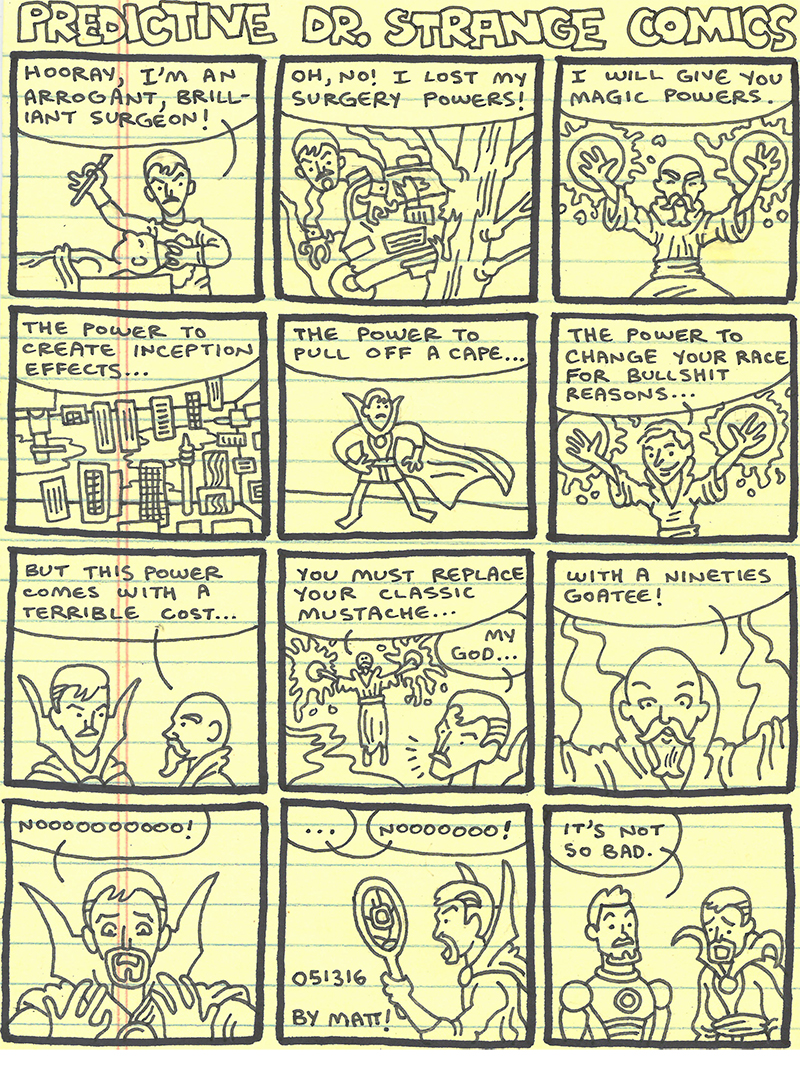 PREDICTIVE DR. STRANGE COMICS
HOORAY, I'M AN
ARROGANT, BRILL-
IANT SURGEON!
OH, NO! I LOST MY
SURGERY POWERS!
I WILL GIVE YOU
MAGIC POWERS.
THE POWER TO
CREATE INCEPTION
EFFECTS...
THE POWER TO
PULL OFF A CAPE...
THE POWER TO
CHANGE YOUR RACE
FOR BULLSHIT
REASONS...
BUT THIS POWER
COMES WITH A
TERRIBLE COST...
YOU MUST REPLACE
YOUR CLASSIC
MUSTACHE...
MY
GOD...
WITH A NINETIES
GOATEE!
NOOOOOOOOOO!
...
NOOOOOOO!
051316
BY MATT!
IT'S NOT
SO BAD.